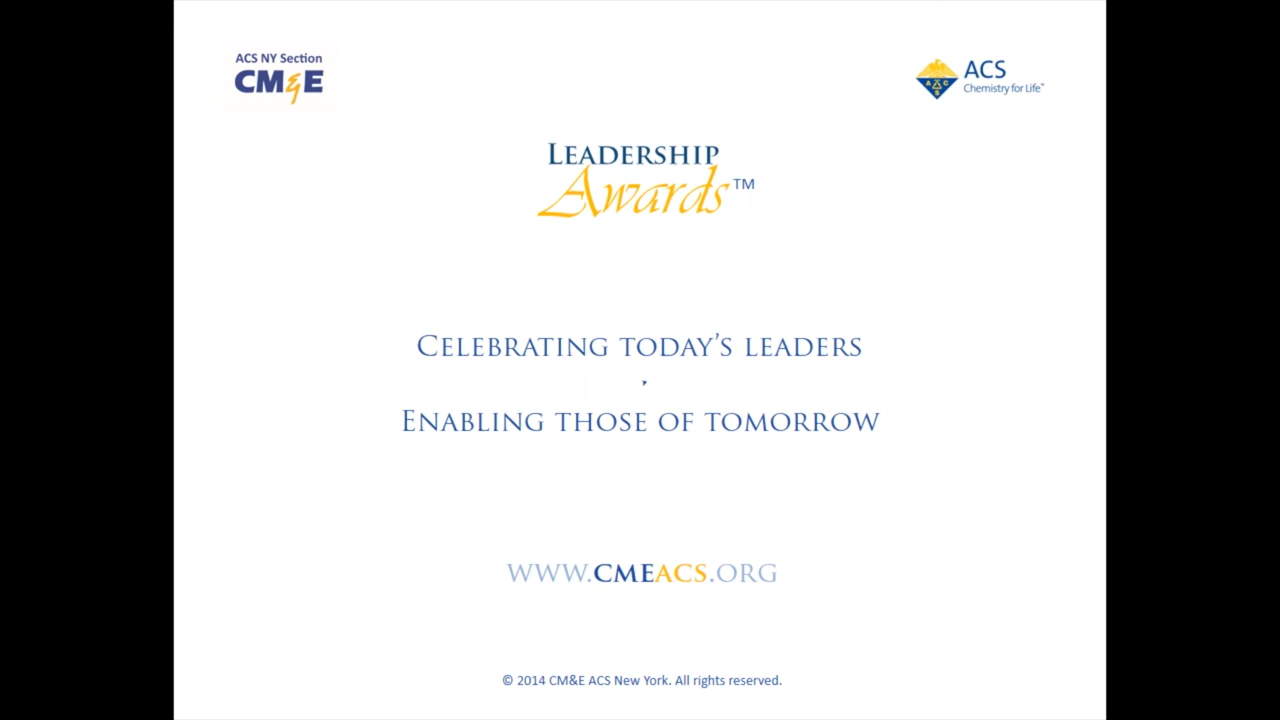 ACS NY Section
CM&E
ACS
Chemistry for Life™
A C S
LEADERSHIP
Awards™
CELEBRATING TODAY'S LEADERS
ENABLING THOSE OF TOMORROW
WWW.CMEACS.ORG
© 2014 CM&E ACS New York. All rights reserved.